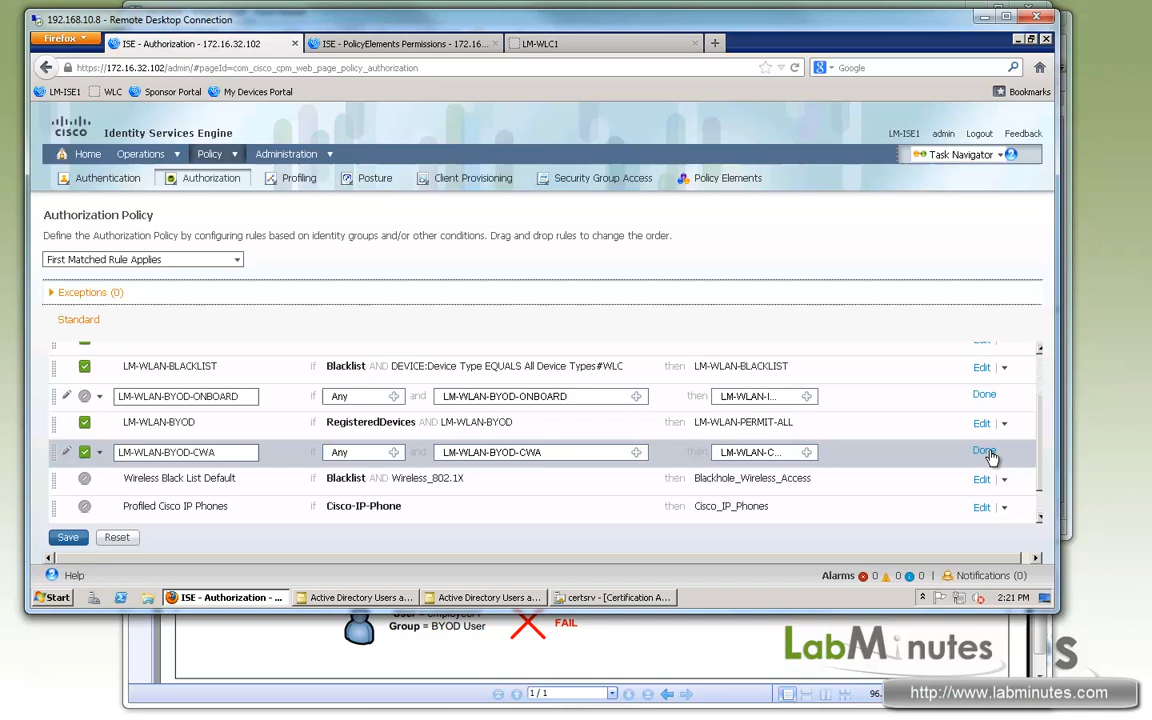 192.168.10.8 - Remote Desktop Connection
Firefox
ISE - Authorization - 172.16.32.102
ISE - PolicyElements Permissions - 172.16...
LM-WLC1
https://172.16.32.102/admin/#pageId=com_cisco_cpm_web_page_policy_authorization
Google
LM-ISE1 WLC Sponsor Portal My Devices Portal
Bookmarks
CISCO Identity Services Engine
LM-ISE1 admin Logout Feedback
Home Operations Policy Administration
Task Navigator
Authentication Authorization Profiling Posture Client Provisioning Security Group Access Policy Elements
Authorization Policy
Define the Authorization Policy by configuring rules based on identity groups and/or other conditions. Drag and drop rules to change the order.
First Matched Rule Applies
Exceptions (0)
Standard
LM-WLAN-BLACKLIST if Blacklist AND DEVICE:Device Type EQUALS All Device Types#WLC then LM-WLAN-BLACKLIST Edit
LM-WLAN-BYOD-ONBOARD if Any and LM-WLAN-BYOD-ONBOARD then LM-WLAN-I... Done
LM-WLAN-BYOD if RegisteredDevices AND LM-WLAN-BYOD then LM-WLAN-PERMIT-ALL Edit
LM-WLAN-BYOD-CWA if Any and LM-WLAN-BYOD-CWA then LM-WLAN-C... Done
Wireless Black List Default if Blacklist AND Wireless_802.1X then Blackhole_Wireless_Access Edit
Profiled Cisco IP Phones if Cisco-IP-Phone then Cisco_IP_Phones Edit
Save Reset
Help
Alarms 0 0 0 Notifications (0)
Start ISE - Authorization - ... Active Directory Users a... Active Directory Users a... certsrv - [Certification A... 2:21 PM
Group = BYOD User
FAIL
LabMinutes
1 / 1
96.
http://www.labminutes.com